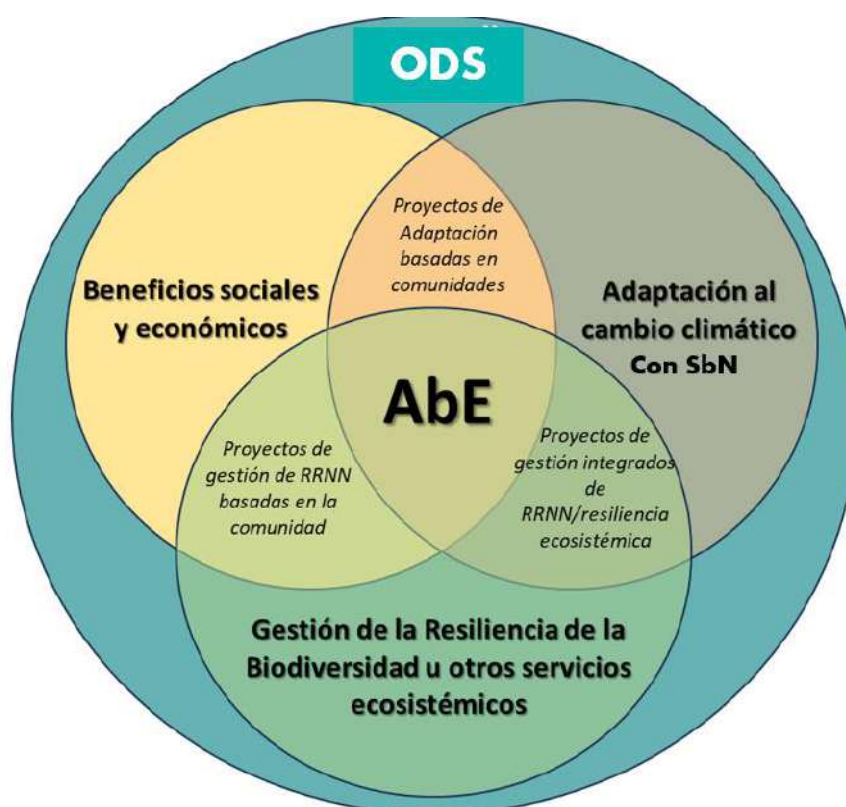 ODS
Proyectos de
Adaptación
basadas en
comunidades
Beneficios sociales
y económicos
Adaptación al
cambio climático
Con SbN
AbE
Proyectos de
gestión de RRNN
basadas en la
comunidad
Proyectos de
gestión integrados
de
RRNN/resiliencia
ecosistémica
Gestión de la Resiliencia de la
Biodiversidad u otros servicios
ecosistémicos